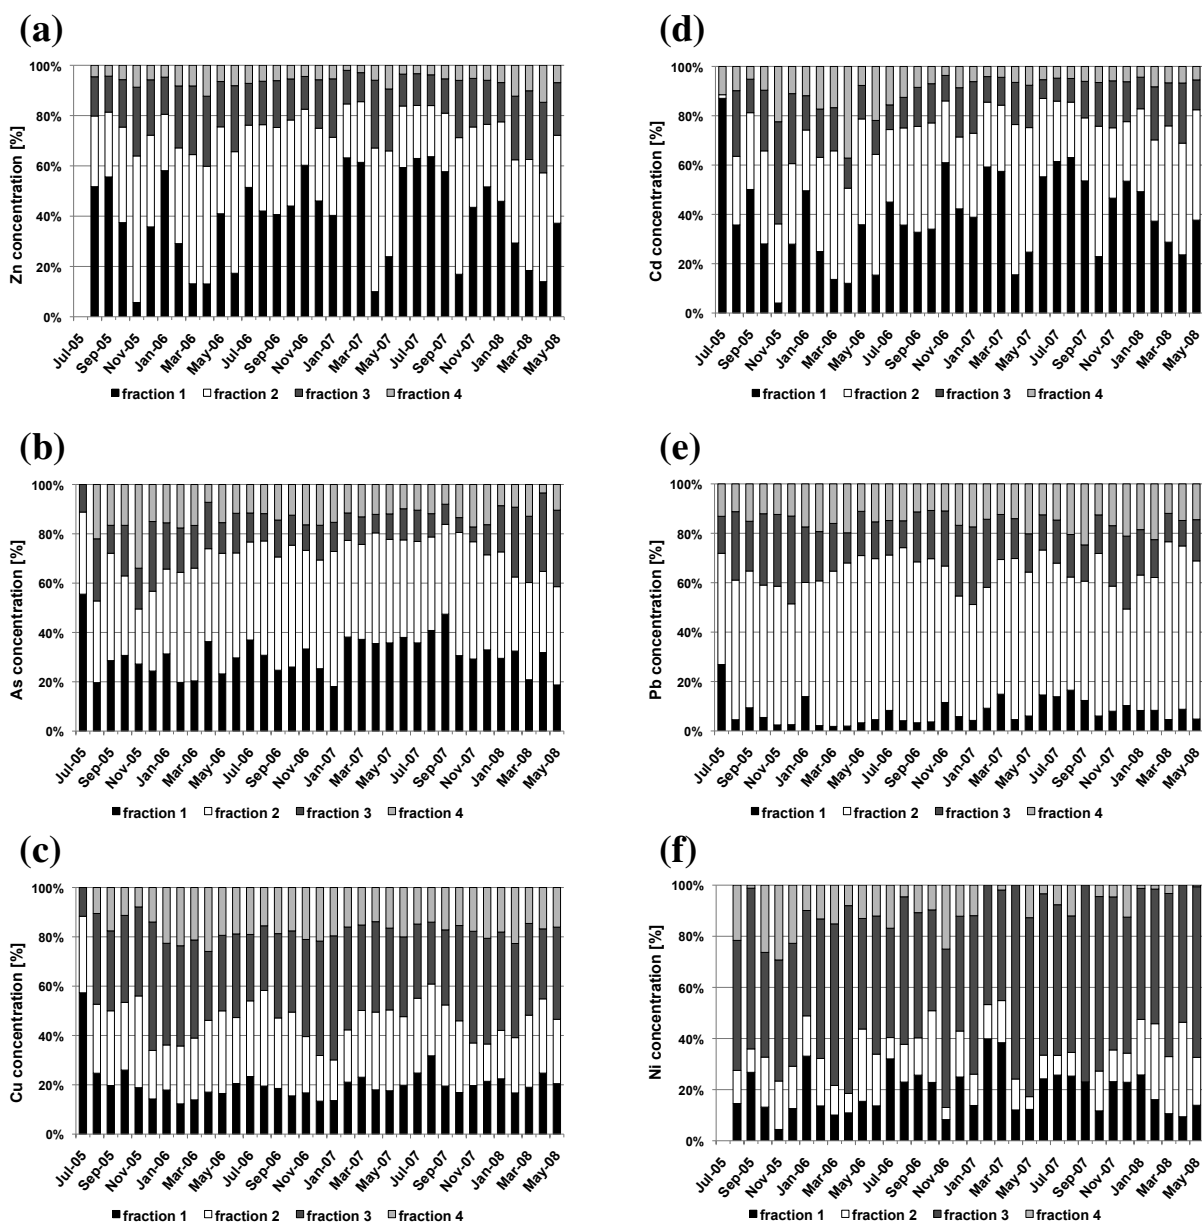 (a)
Zn concentration [%]
100%
80%
60%
40%
20%
0%
Jul-05 Sep-05 Nov-05 Jan-06 Mar-06 May-06 Jul-06 Sep-06 Nov-06 Jan-07 Mar-07 May-07 Jul-07 Sep-07 Nov-07 Jan-08 Mar-08 May-08
fraction 1 fraction 2 fraction 3 fraction 4
(d)
Cd concentration [%]
100%
80%
60%
40%
20%
0%
Jul-05 Sep-05 Nov-05 Jan-06 Mar-06 May-06 Jul-06 Sep-06 Nov-06 Jan-07 Mar-07 May-07 Jul-07 Sep-07 Nov-07 Jan-08 Mar-08 May-08
fraction 1 fraction 2 fraction 3 fraction 4
(b)
As concentration [%]
100%
80%
60%
40%
20%
0%
Jul-05 Sep-05 Nov-05 Jan-06 Mar-06 May-06 Jul-06 Sep-06 Nov-06 Jan-07 Mar-07 May-07 Jul-07 Sep-07 Nov-07 Jan-08 Mar-08 May-08
fraction 1 fraction 2 fraction 3 fraction 4
(e)
Pb concentration [%]
100%
80%
60%
40%
20%
0%
Jul-05 Sep-05 Nov-05 Jan-06 Mar-06 May-06 Jul-06 Sep-06 Nov-06 Jan-07 Mar-07 May-07 Jul-07 Sep-07 Nov-07 Jan-08 Mar-08 May-08
fraction 1 fraction 2 fraction 3 fraction 4
(c)
Cu concentration [%]
100%
80%
60%
40%
20%
0%
Jul-05 Sep-05 Nov-05 Jan-06 Mar-06 May-06 Jul-06 Sep-06 Nov-06 Jan-07 Mar-07 May-07 Jul-07 Sep-07 Nov-07 Jan-08 Mar-08 May-08
fraction 1 fraction 2 fraction 3 fraction 4
(f)
Ni concentration [%]
100%
80%
60%
40%
20%
0%
Jul-05 Sep-05 Nov-05 Jan-06 Mar-06 May-06 Jul-06 Sep-06 Nov-06 Jan-07 Mar-07 May-07 Jul-07 Sep-07 Nov-07 Jan-08 Mar-08 May-08
fraction 1 fraction 2 fraction 3 fraction 4